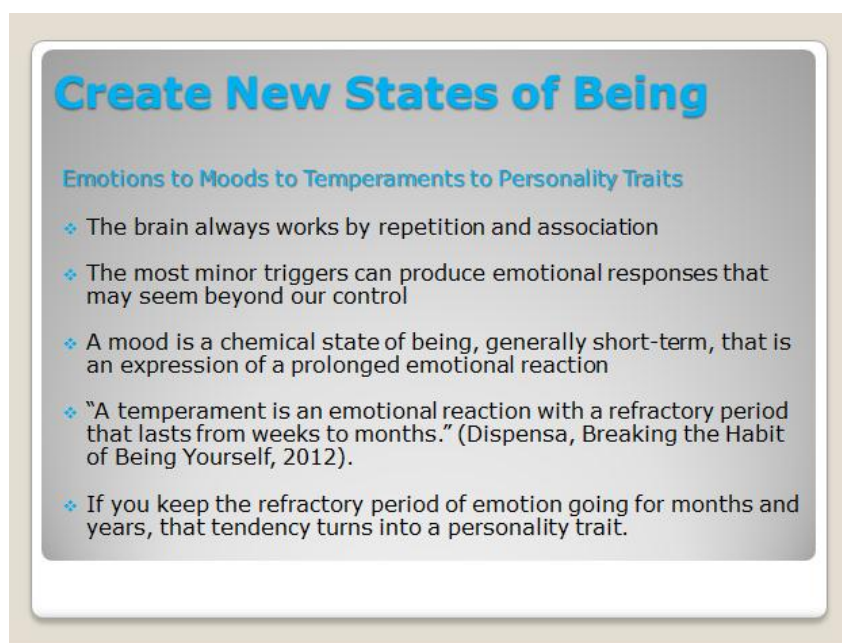 Create New States of Being
Emotions to Moods to Temperaments to Personality Traits
The brain always works by repetition and association
The most minor triggers can produce emotional responses that
may seem beyond our control
A mood is a chemical state of being, generally short-term, that is
an expression of a prolonged emotional reaction
“A temperament is an emotional reaction with a refractory period
that lasts from weeks to months.” (Dispensa, Breaking the Habit
of Being Yourself, 2012).
If you keep the refractory period of emotion going for months and
years, that tendency turns into a personality trait.